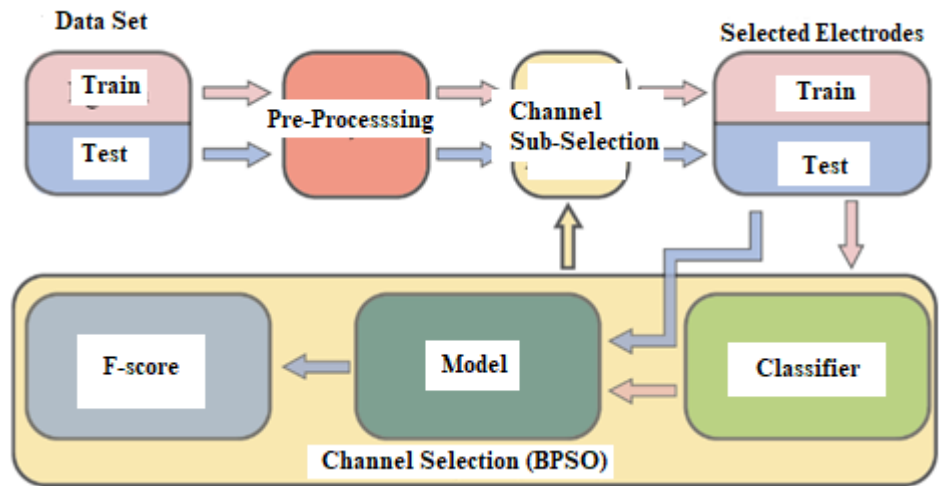 Data Set
Selected Electrodes
Train
Test
Pre-Processsing
Channel
Sub-Selection
Train
Test
F-score
Model
Classifier
Channel Selection (BPSO)